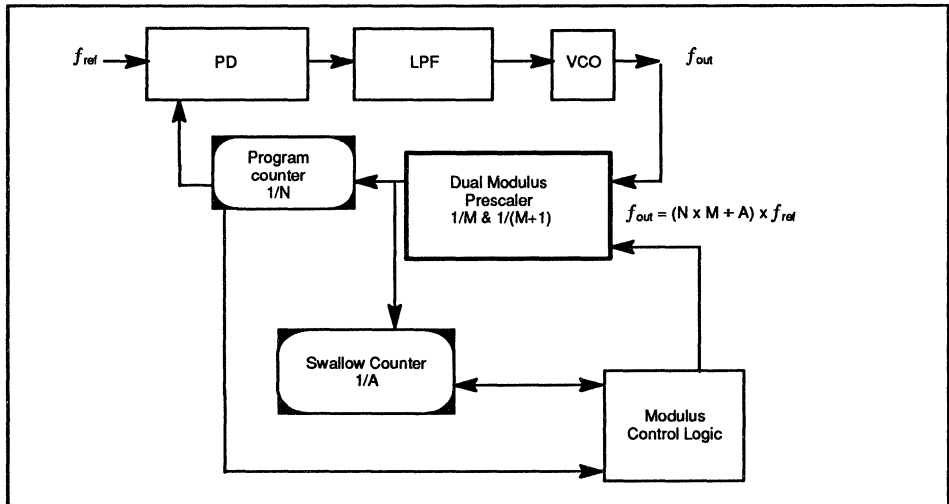 fref
PD
LPF
VCO
fout
Program
counter
1/N
Dual Modulus
Prescaler
1/M & 1/(M+1)
fout = (N x M + A) x fref
Swallow Counter
1/A
Modulus
Control Logic